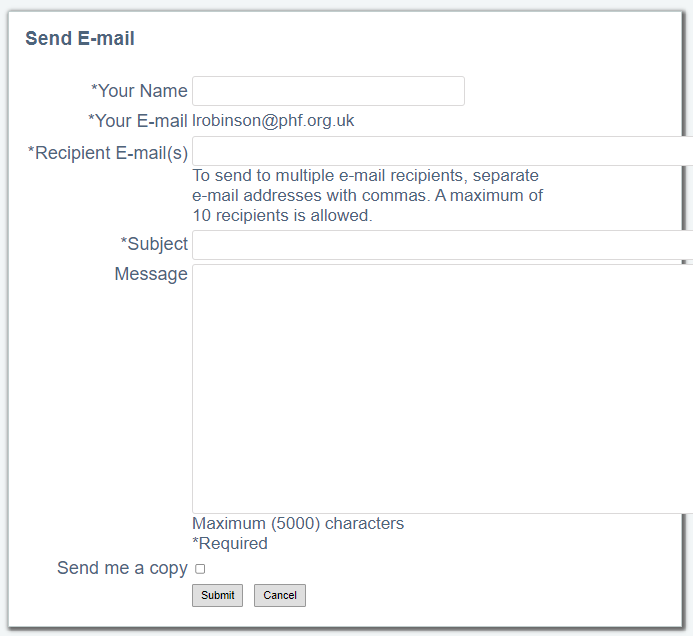 Send E-mail
*Your Name
*Your E-mail lrobinson@phf.org.uk
*Recipient E-mail(s)
To send to multiple e-mail recipients, separate
e-mail addresses with commas. A maximum of
10 recipients is allowed.
*Subject
Message
Maximum (5000) characters
*Required
Send me a copy
Submit Cancel